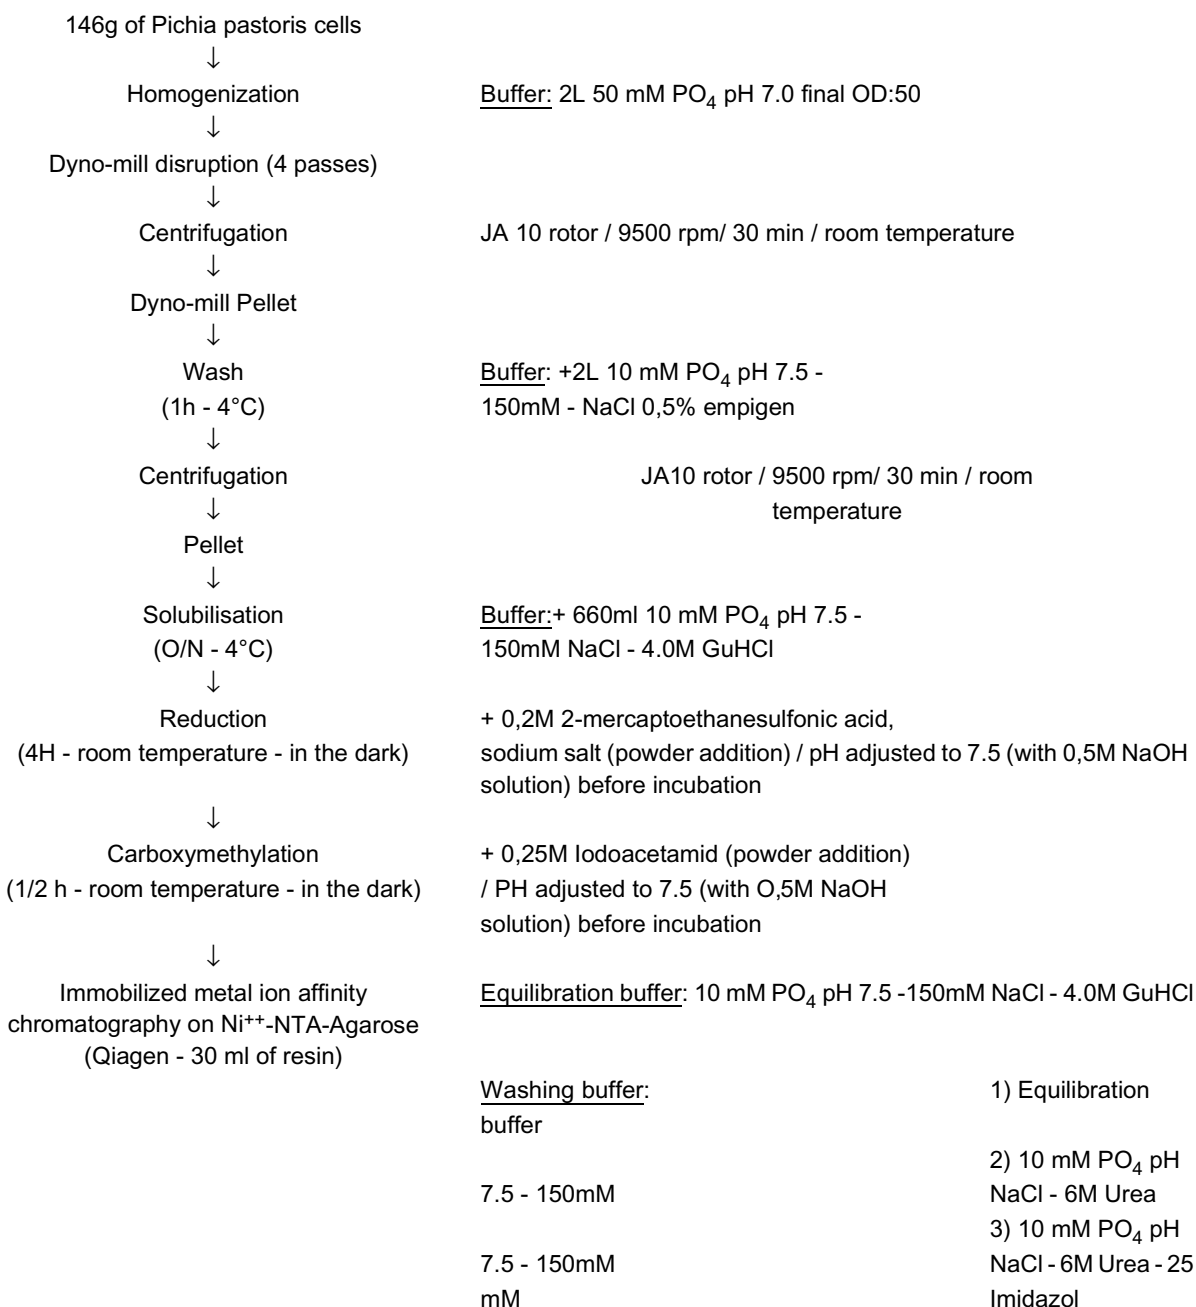 146g of Pichia pastoris cells
↓
Homogenization Buffer: 2L 50 mM PO4 pH 7.0 final OD:50
↓
Dyno-mill disruption (4 passes)
↓
Centrifugation JA 10 rotor / 9500 rpm/ 30 min / room temperature
↓
Dyno-mill Pellet
↓
Wash Buffer: +2L 10 mM PO4 pH 7.5 -
(1h - 4°C) 150mM - NaCl 0,5% empigen
↓
Centrifugation JA10 rotor / 9500 rpm/ 30 min / room
↓ temperature
Pellet
↓
Solubilisation Buffer:+ 660ml 10 mM PO4 pH 7.5 -
(O/N - 4°C) 150mM NaCl - 4.0M GuHCl
↓
Reduction + 0,2M 2-mercaptoethanesulfonic acid,
(4H - room temperature - in the dark) sodium salt (powder addition) / pH adjusted to 7.5 (with 0,5M NaOH
solution) before incubation
↓
Carboxymethylation + 0,25M Iodoacetamid (powder addition)
(1/2 h - room temperature - in the dark) / PH adjusted to 7.5 (with O,5M NaOH
solution) before incubation
↓
Immobilized metal ion affinity Equilibration buffer: 10 mM PO4 pH 7.5 -150mM NaCl - 4.0M GuHCl
chromatography on Ni++-NTA-Agarose
(Qiagen - 30 ml of resin)
Washing buffer: 1) Equilibration
buffer
2) 10 mM PO4 pH
7.5 - 150mM NaCl - 6M Urea
3) 10 mM PO4 pH
7.5 - 150mM NaCl - 6M Urea - 25
mM Imidazol